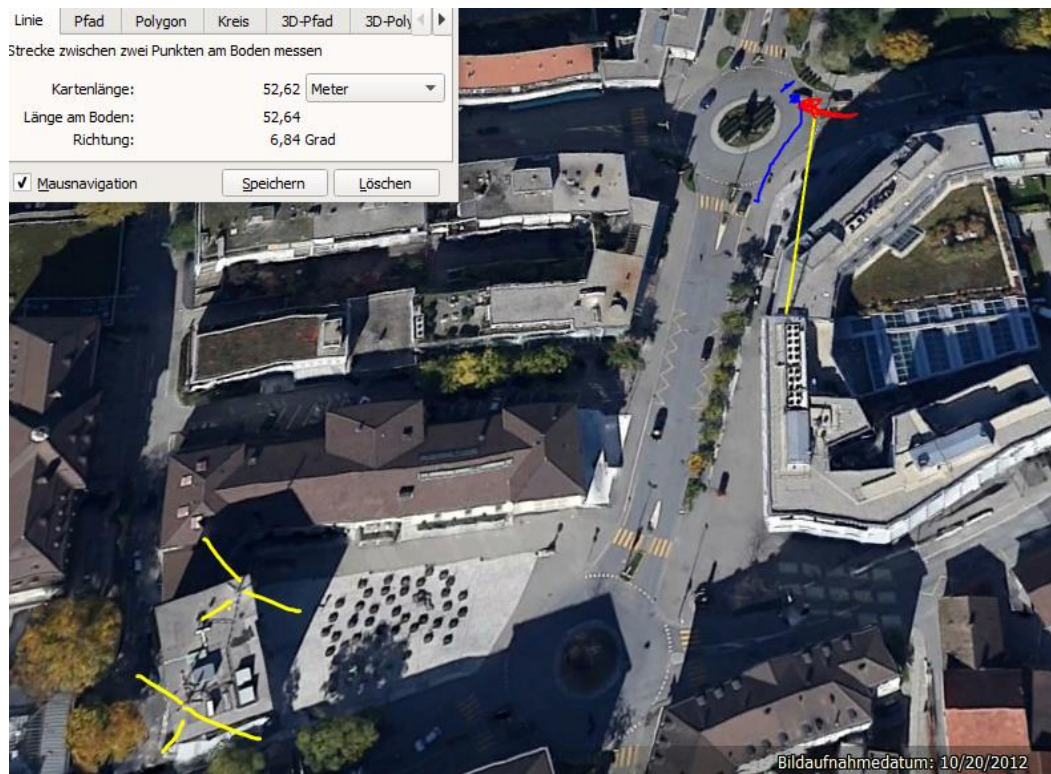 Linie Pfad Polygon Kreis 3D-Pfad 3D-Poly
Strecke zwischen zwei Punkten am Boden messen
Kartenlänge: 52,62 Meter
Länge am Boden: 52,64
Richtung: 6,84 Grad
Mausnavigation Speichern Löschen
Bildaufnahmedatum: 10/20/2012